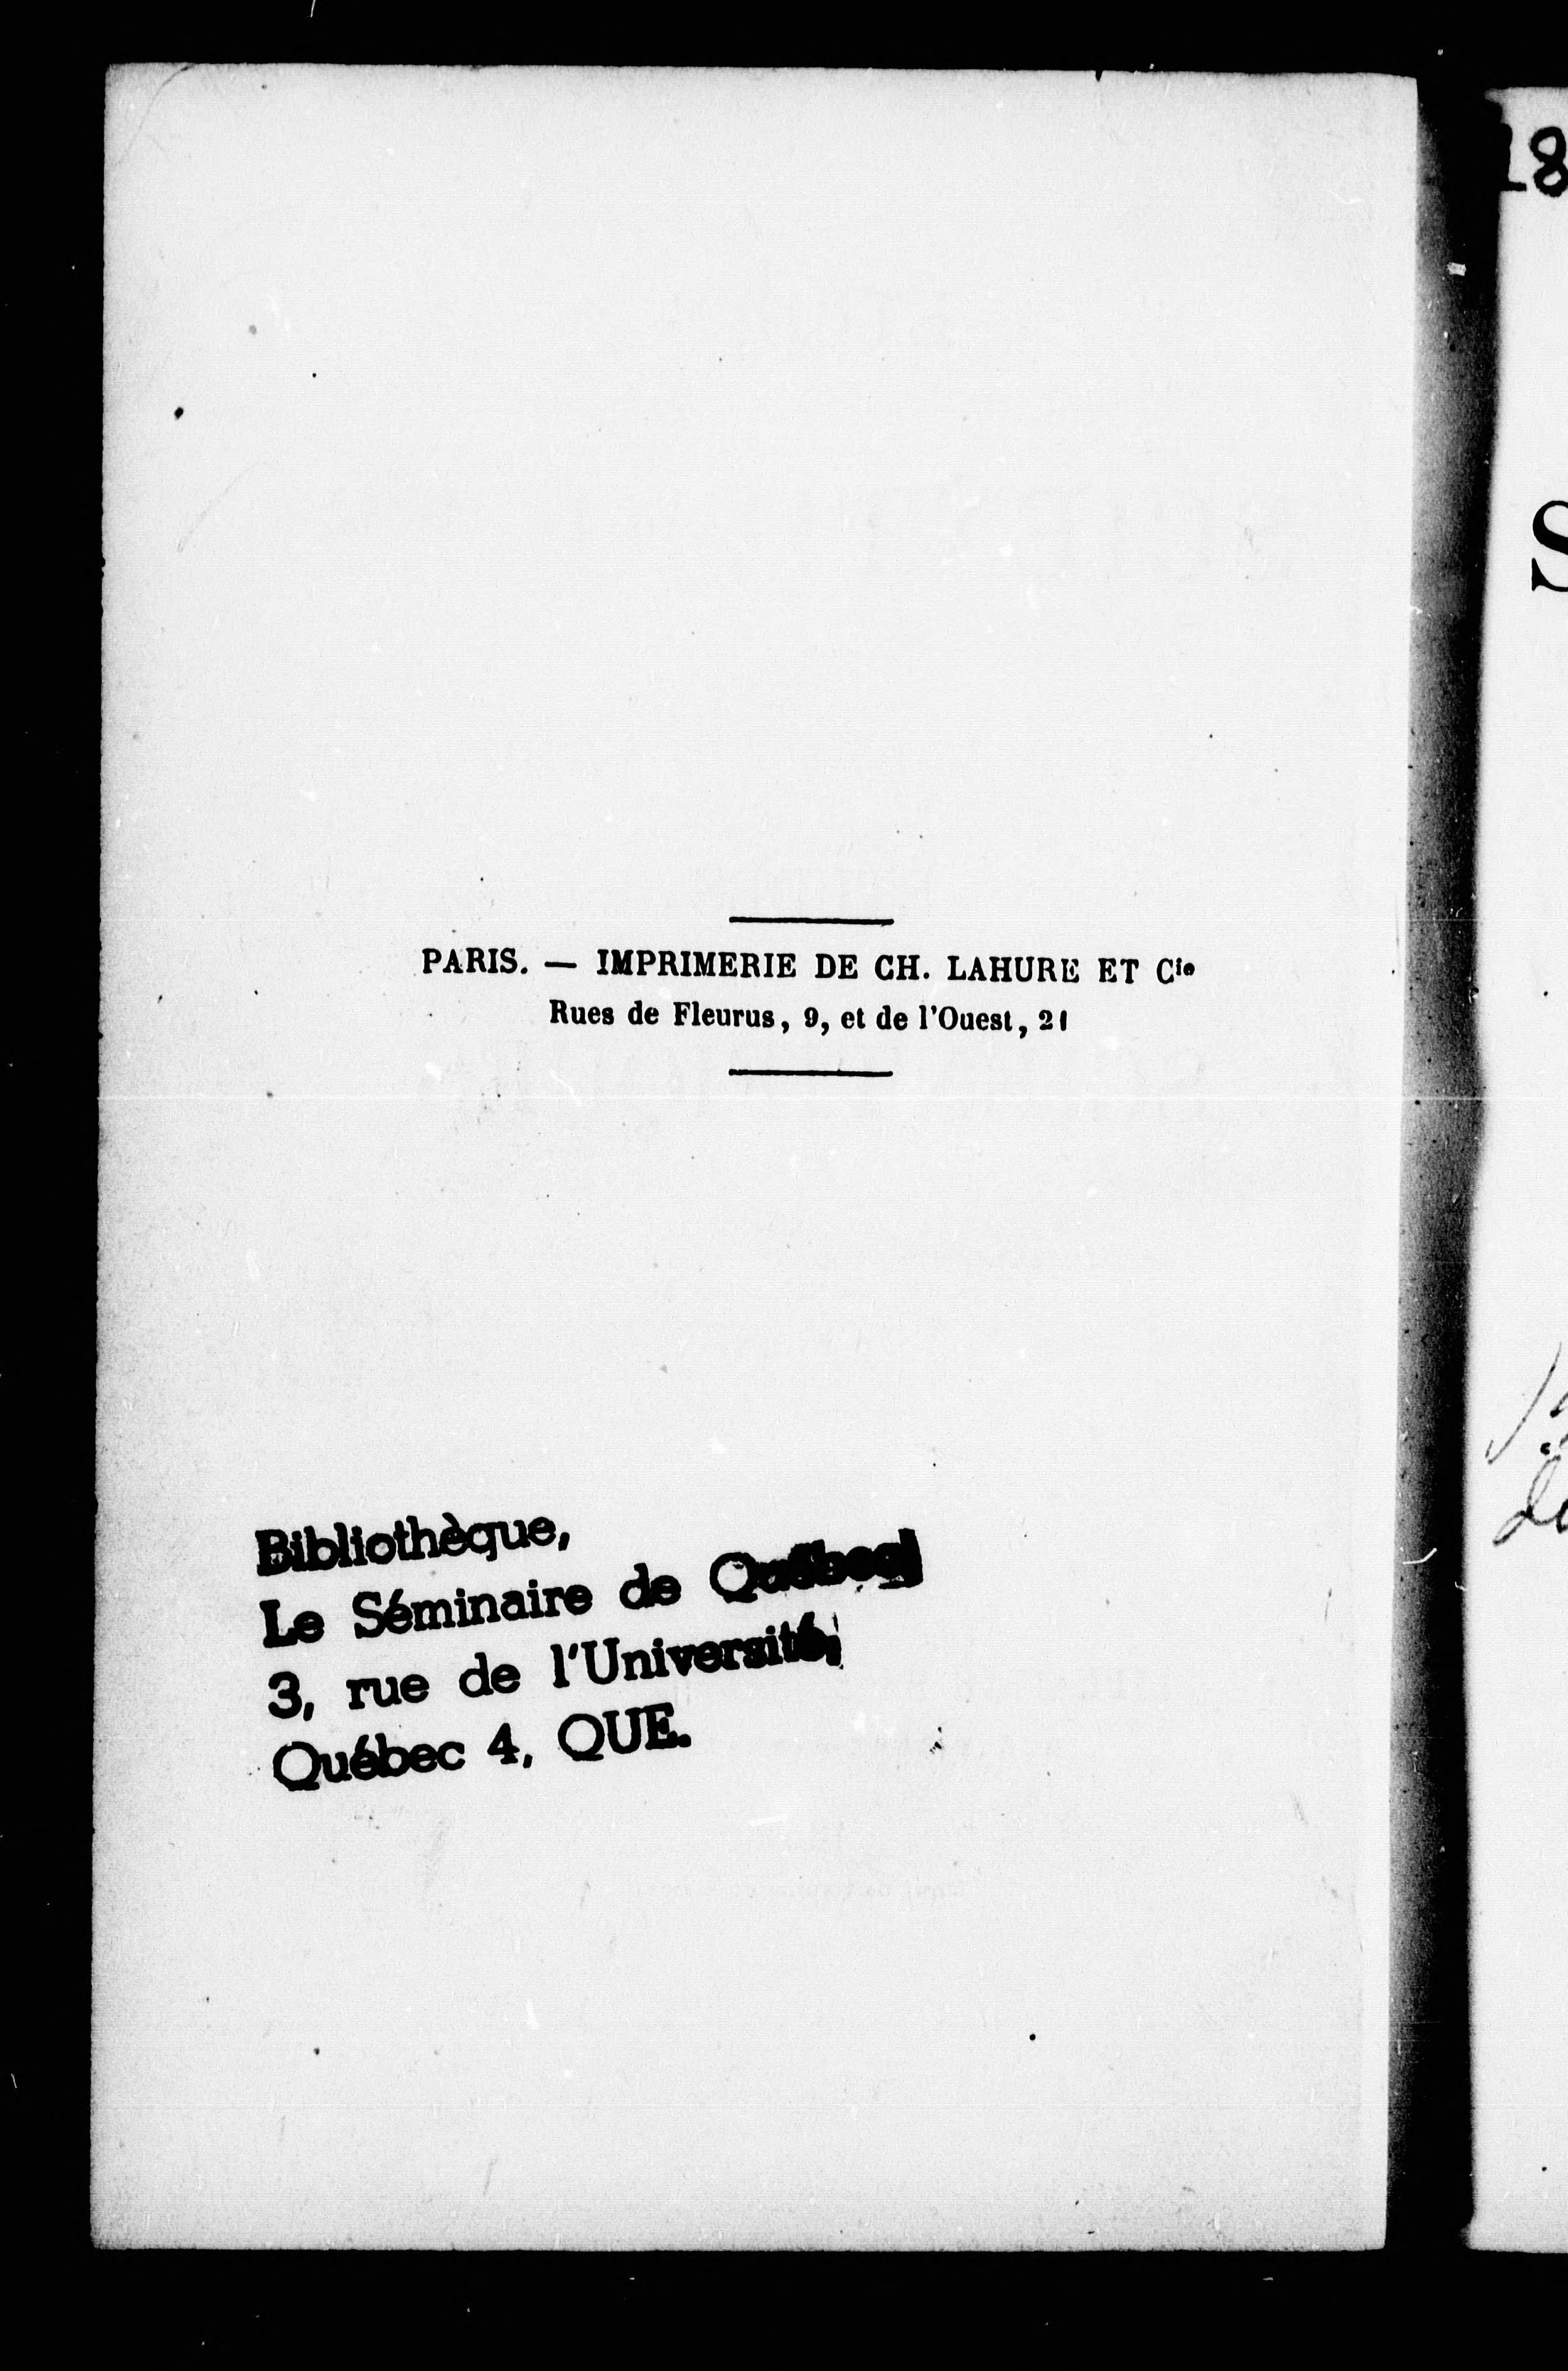 PARIS. — IMPRIMERIE DE CH. LAHURE ET Cie
Rues de Fleurus, 9, et de l'Ouest, 21
Bibliothèque,
Le Séminaire de Québec,
3, rue de l'Université,
Québec 4, QUE.
18
S